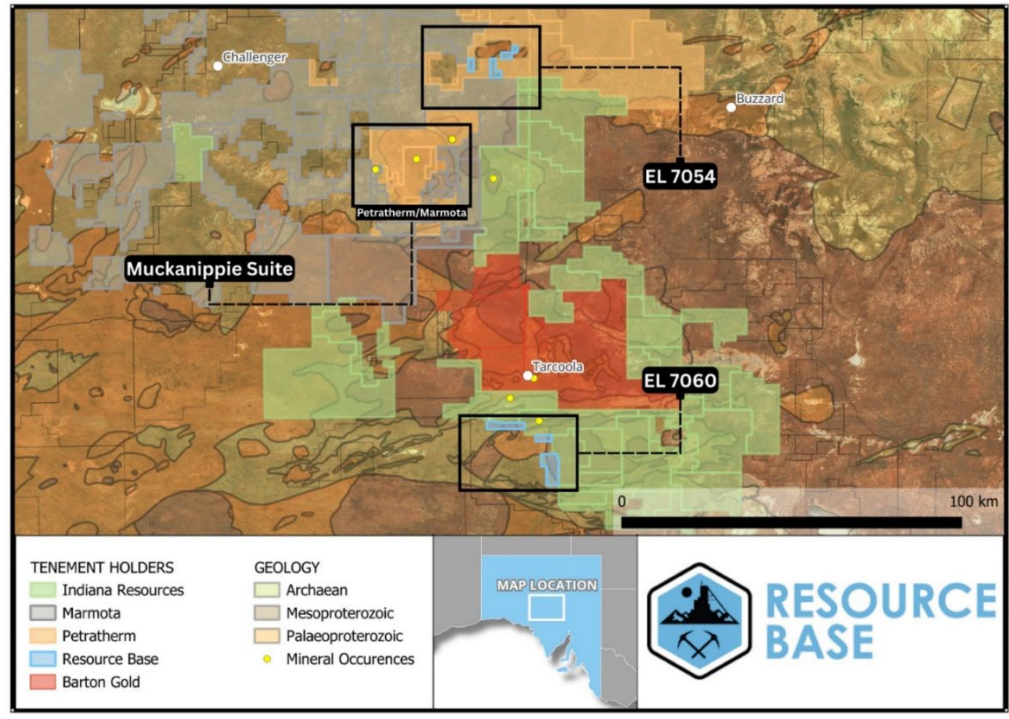 Challenger
Buzzard
EL 7054
Petratherm/Marmota
Muckanippie Suite
Tarcoola
EL 7060
0
100 km
TENEMENT HOLDERS
Indiana Resources
Marmota
Petratherm
Resource Base
Barton Gold
GEOLOGY
Archaean
Mesoproterozoic
Palaeoproterozoic
Mineral Occurences
MAP LOCATION
RESOURCE
BASE